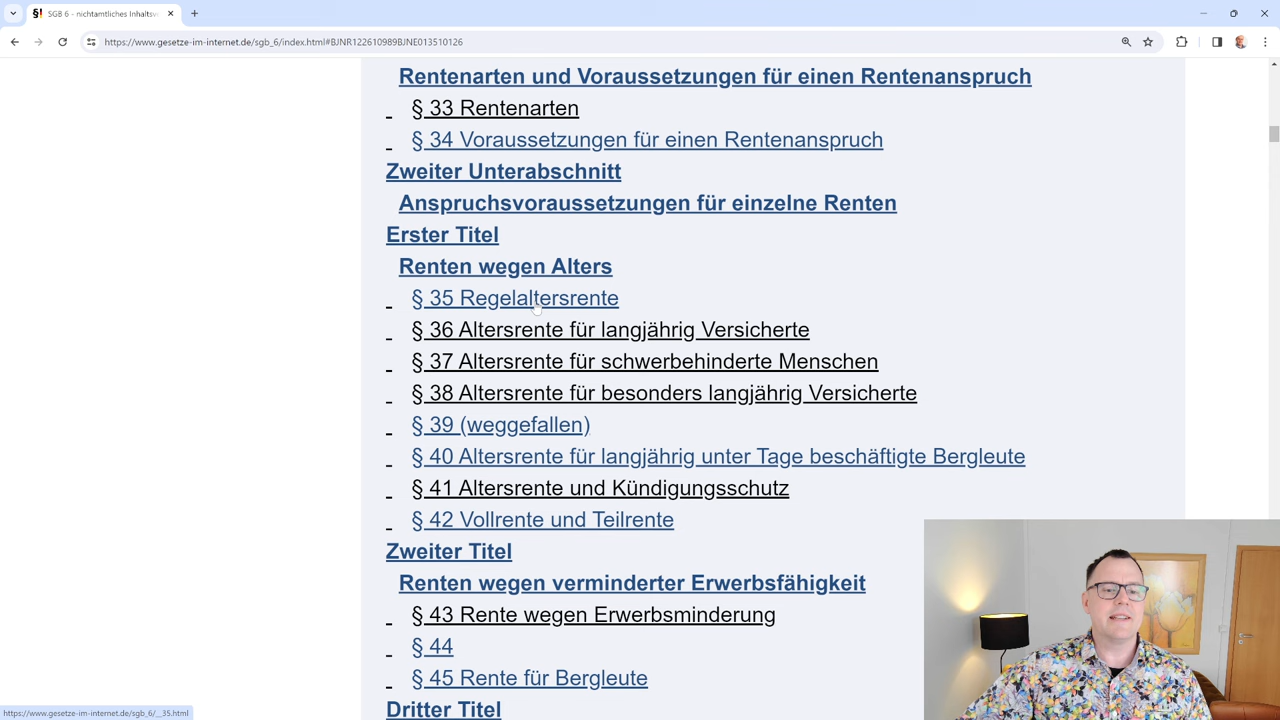 SGB 6 - nichtamtliches Inhaltsv
https://www.gesetze-im-internet.de/sgb_6/index.html#BJNR122610989BJNE013510126
Rentenarten und Voraussetzungen für einen Rentenanspruch
§ 33 Rentenarten
§ 34 Voraussetzungen für einen Rentenanspruch
Zweiter Unterabschnitt
Anspruchsvoraussetzungen für einzelne Renten
Erster Titel
Renten wegen Alters
§ 35 Regelaltersrente
§ 36 Altersrente für langjährig Versicherte
§ 37 Altersrente für schwerbehinderte Menschen
§ 38 Altersrente für besonders langjährig Versicherte
§ 39 (weggefallen)
§ 40 Altersrente für langjährig unter Tage beschäftigte Bergleute
§ 41 Altersrente und Kündigungsschutz
§ 42 Vollrente und Teilrente
Zweiter Titel
Renten wegen verminderter Erwerbsfähigkeit
§ 43 Rente wegen Erwerbsminderung
§ 44
§ 45 Rente für Bergleute
Dritter Titel
https://www.gesetze-im-internet.de/sgb_6/__35.html